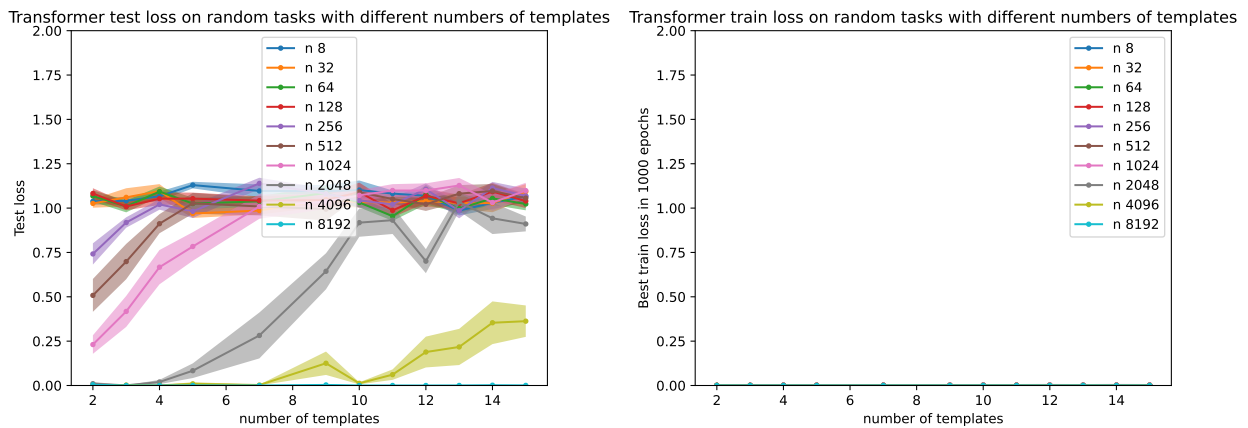 Transformer test loss on random tasks with different numbers of templates
2.00
1.75
1.50
1.25
1.00
0.75
0.50
0.25
0.00
Test loss
n 8
n 32
n 64
n 128
n 256
n 512
n 1024
n 2048
n 4096
n 8192
2 4 6 8 10 12 14
number of templates
Transformer train loss on random tasks with different numbers of templates
2.00
1.75
1.50
1.25
1.00
0.75
0.50
0.25
0.00
Best train loss in 1000 epochs
n 8
n 32
n 64
n 128
n 256
n 512
n 1024
n 2048
n 4096
n 8192
2 4 6 8 10 12 14
number of templates